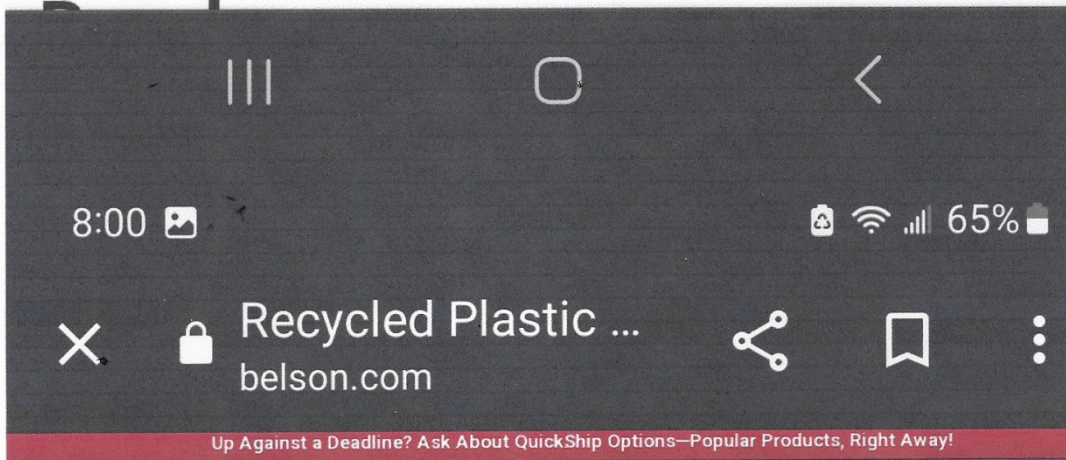 8:00
65%
Recycled Plastic ...
belson.com
Up Against a Deadline? Ask About QuickShip Options—Popular Products, Right Away!